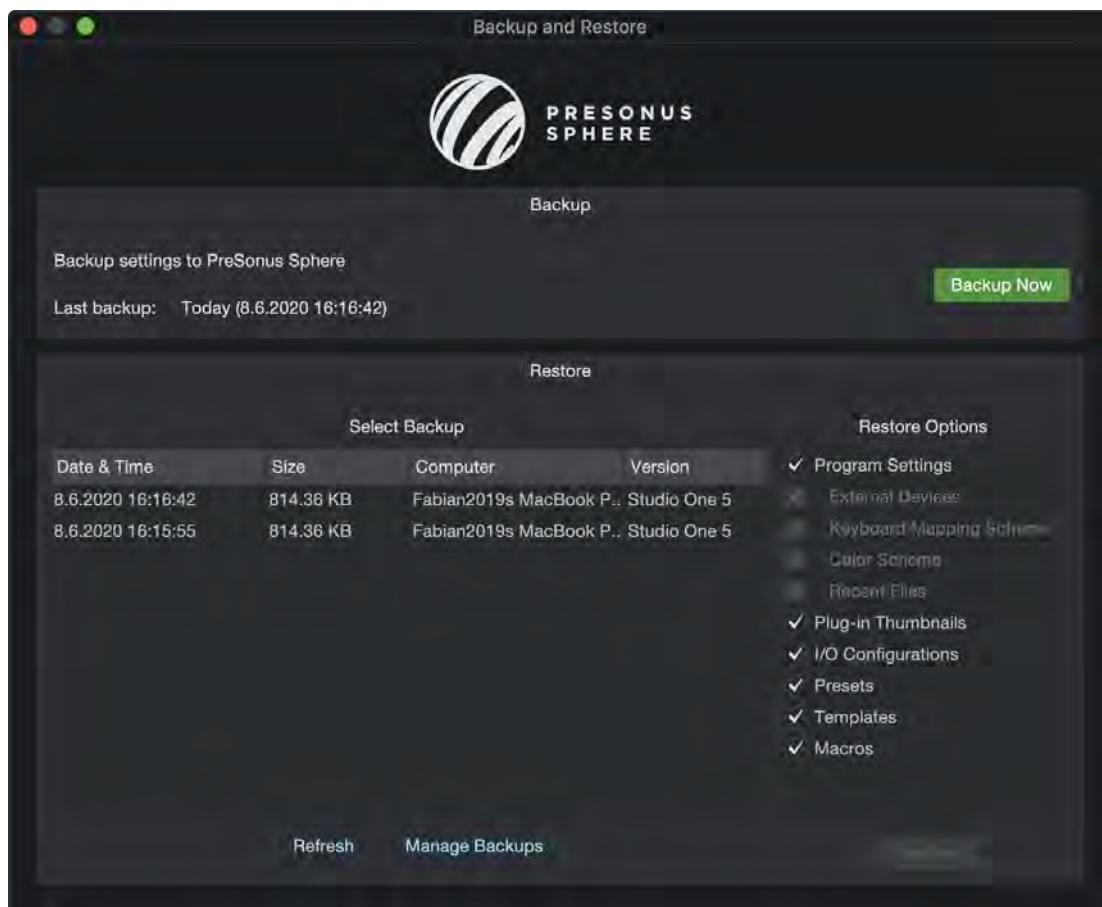 Backup and Restore
PRESONUS
SPHERE
Backup
Backup settings to PreSonus Sphere
Backup Now
Last backup: Today (8.6.2020 16:16:42)
Restore
Select Backup
Restore Options
Date & Time Size Computer Version
8.6.2020 16:16:42 814.36 KB Fabian2019s MacBook P.. Studio One 5
8.6.2020 16:15:55 814.36 KB Fabian2019s MacBook P.. Studio One 5
Program Settings
External Devices
Keyboard Mapping Scheme
Color Scheme
Recent Files
Plug-in Thumbnails
I/O Configurations
Presets
Templates
Macros
Refresh Manage Backups